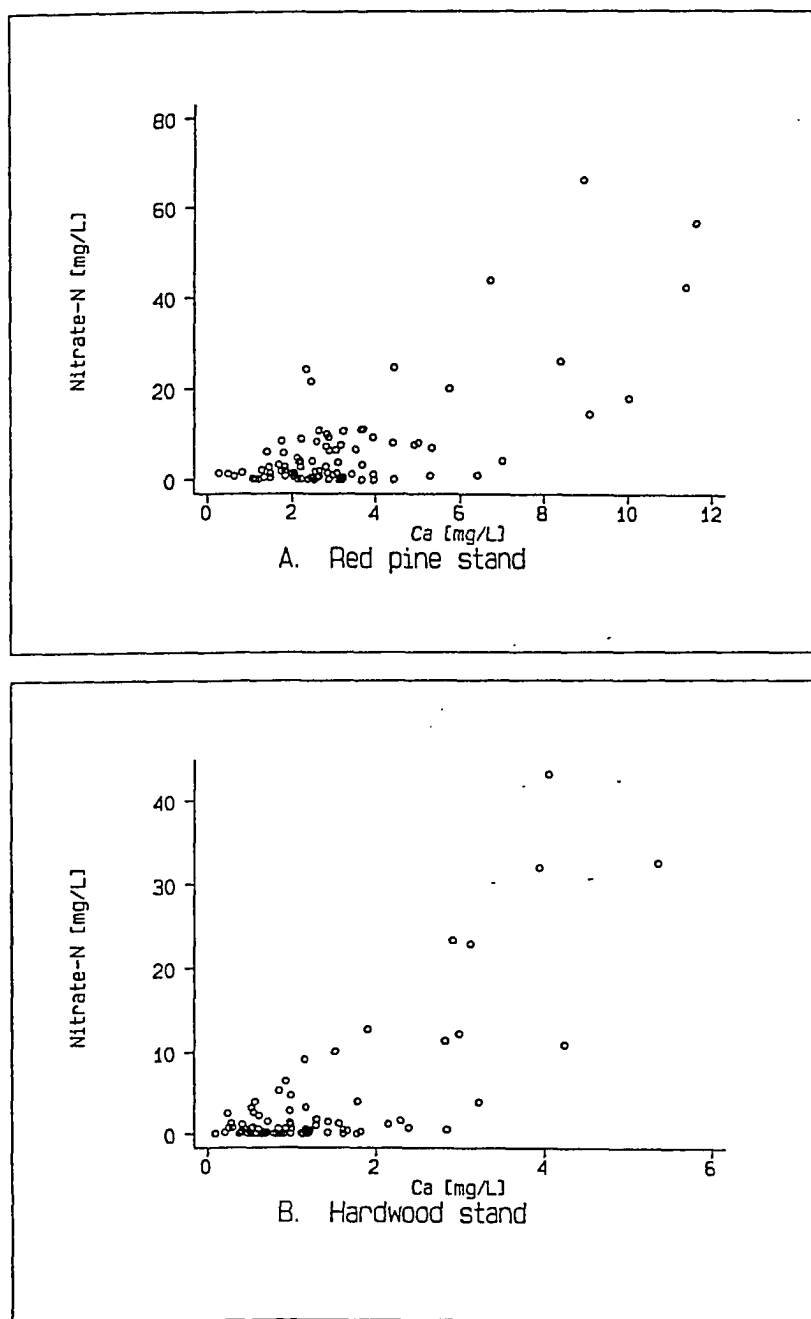 80
60
40
20
0
Nitrate-N [mg/L]
0 2 4 6 8 10 12
Ca [mg/L]
A. Red pine stand
40
30
20
10
0
Nitrate-N [mg/L]
0 2 4 6
Ca [mg/L]
B. Hardwood stand